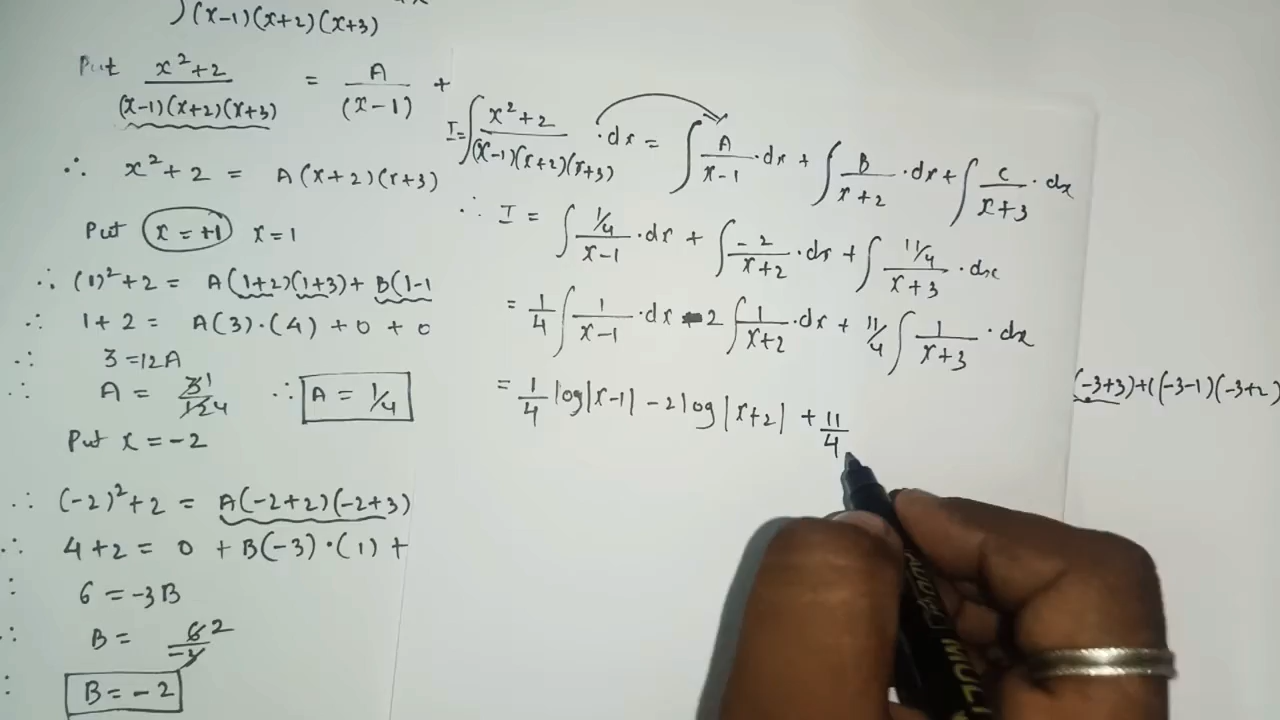 ∫(x-1)(x+2)(x+3)
Put x²+2/(x-1)(x+2)(x+3) = A/(x-1) +
∴ x²+2 = A(x+2)(x+3)
Put x = +1 x=1
∴ (1)²+2 = A(1+2)(1+3)+B(1-1
∴ 1+2 = A(3)·(4)+0+0
∴ 3=12A
∴ A = 3 1/12 4 ∴ A = 1/4
Put x = -2
∴ (-2)²+2 = A(-2+2)(-2+3)
∴ 4+2 = 0 + B(-3)·(1)+
: 6 = -3B
∴ B = 6 2/-3
: B = -2
I=∫ x²+2/(x-1)(x+2)(x+3) ·dx = ∫ A/x-1 ·dx + ∫ B/x+2 ·dx + ∫ C/x+3 ·dx
∴ I = ∫ 1/4/x-1 ·dx + ∫ -2/x+2 ·dx + ∫ 11/4/x+3 ·dx
= 1/4 ∫ 1/x-1 ·dx - 2 ∫ 1/x+2 ·dx + 11/4 ∫ 1/x+3 ·dx
= 1/4 log|x-1| - 2 log|x+2| + 11/4
(-3+3)+C(-3-1)(-3+2)
MULTI